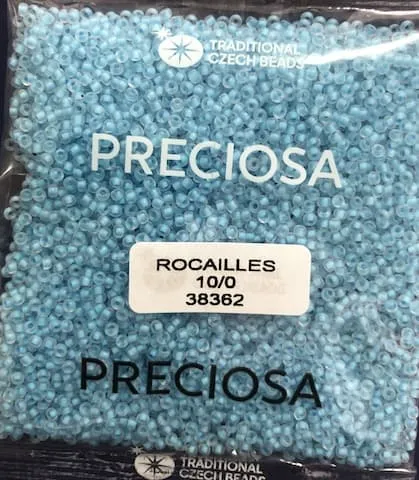 TRADITIONAL
CZECH BEADS
PRECIOSA
ROCAILLES
10/0
38362
PRECIOSA
TRADITIONAL
CZECH BEADS